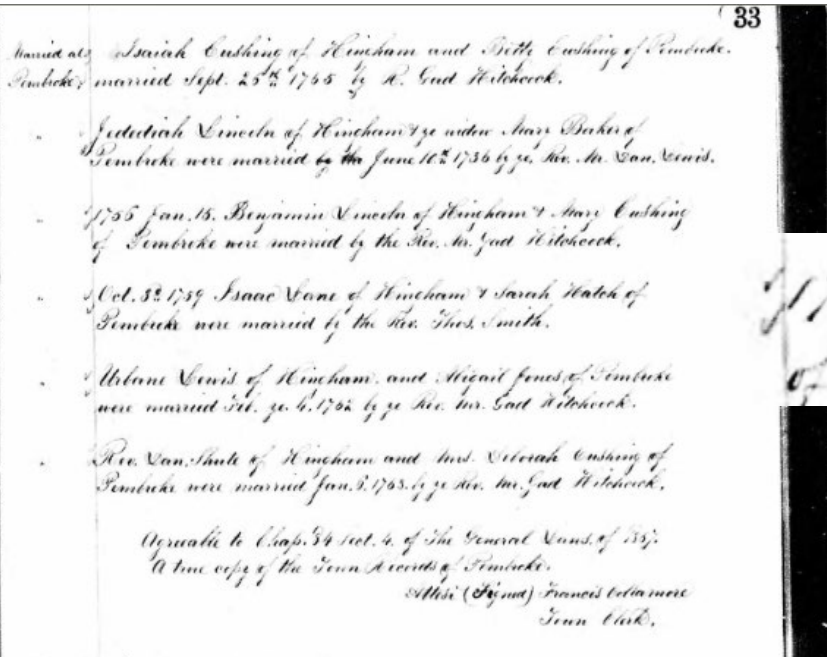 33
Married at Isaiah Cushing of Hingham and Betty Cushing of Pembroke.
Pembroke, married Sept. 25th 1765 by R. Gad Hitchcock.
" Jedediah Lincoln of Hingham & ye widow Mary Baker of
Pembroke were married by the June 10th 1736 by ye. Rev. Mr. Dan. Lewis.
" 1756 Jan. 15. Benjamin Lincoln of Hingham & Mary Cushing
of Pembroke were married by the Rev. Mr. Gad Hitchcock.
" Oct. 3d 1759 Isaac Lane of Hingham & Sarah Hatch of
Pembroke were married by the Rev. Thos. Smith.
" Urbane Lewis of Hingham. and Abigail Jones, of Pembroke
were married Feb. ye. 4. 1762 by ye Rev. Mr. Gad Hitchcock.
" Rev. Dan. Shute of Hingham and Mrs. Deborah Cushing of
Pembroke were married Jan. 6. 1763. by ye Rev. Mr. Gad Hitchcock.
Agreeable to Chap. 84 Sect. 4. of The General Laws, of 1857.
A true copy of the Town Records of Pembroke.
Attest (Signed) Francis Collamore
Town Clerk.